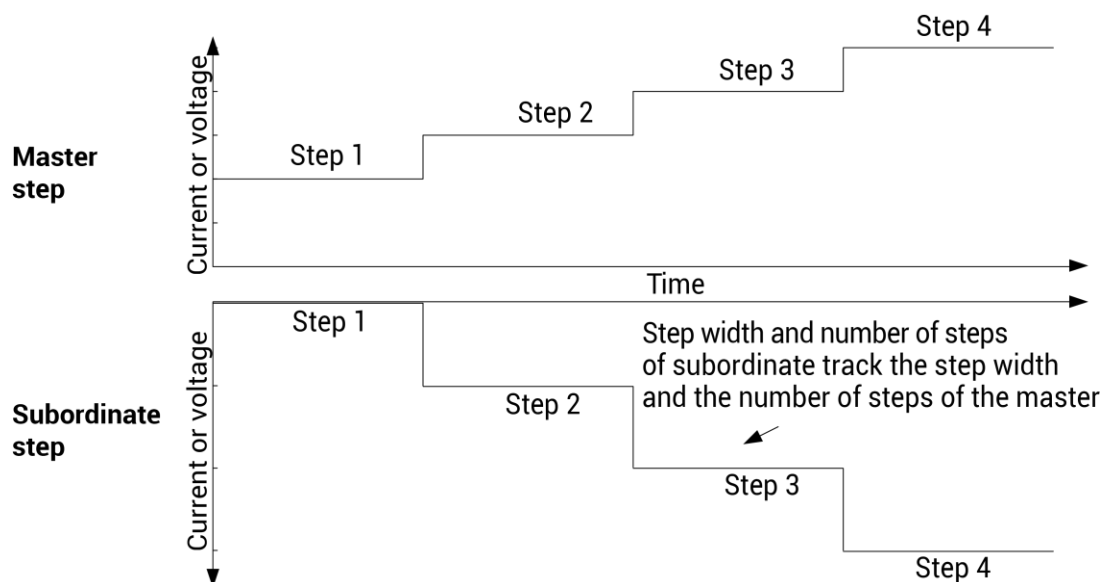 Step 4
Step 3
Step 2
Step 1
Master
step
Current or voltage
Time
Step 1
Step width and number of steps
of subordinate track the step width
and the number of steps of the master
Step 2
Subordinate
step
Current or voltage
Step 3
Step 4